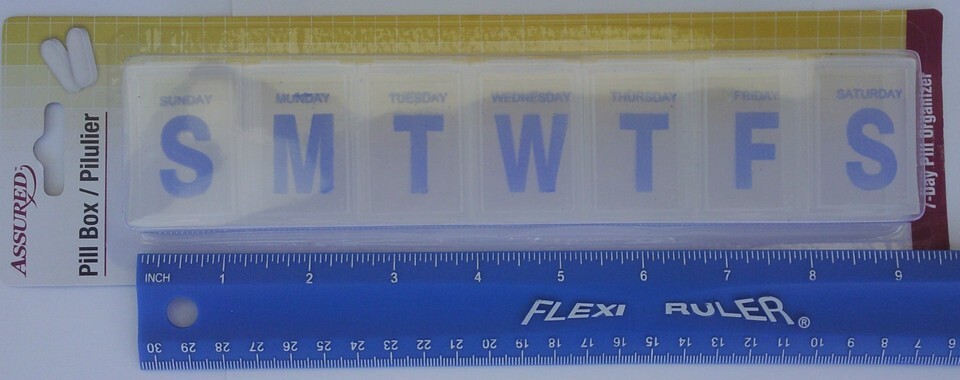 SUNDAY MUNDAY TUESDAY WEDNESDAY THURSDAY FRIDAY SATURDAY
S M T W T F S
ASSURED
Pill Box / Pilulier
7-Day Pill Organizer
INCH 1 2 3 4 5 6 7 8 9
FLEXI RULER®
30 29 28 27 26 25 24 23 22 21 20 19 18 17 16 15 14 13 12 11 10 9 8 7 6